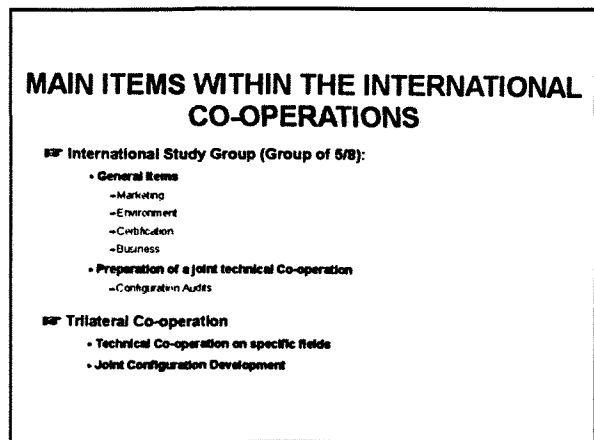 MAIN ITEMS WITHIN THE INTERNATIONAL
CO-OPERATIONS
☞ International Study Group (Group of 5/8):
• General Items
–Marketing
–Environment
–Certification
–Business
• Preparation of a joint technical Co-operation
–Configuration Audits
☞ Trilateral Co-operation
• Technical Co-operation on specific fields
• Joint Configuration Development